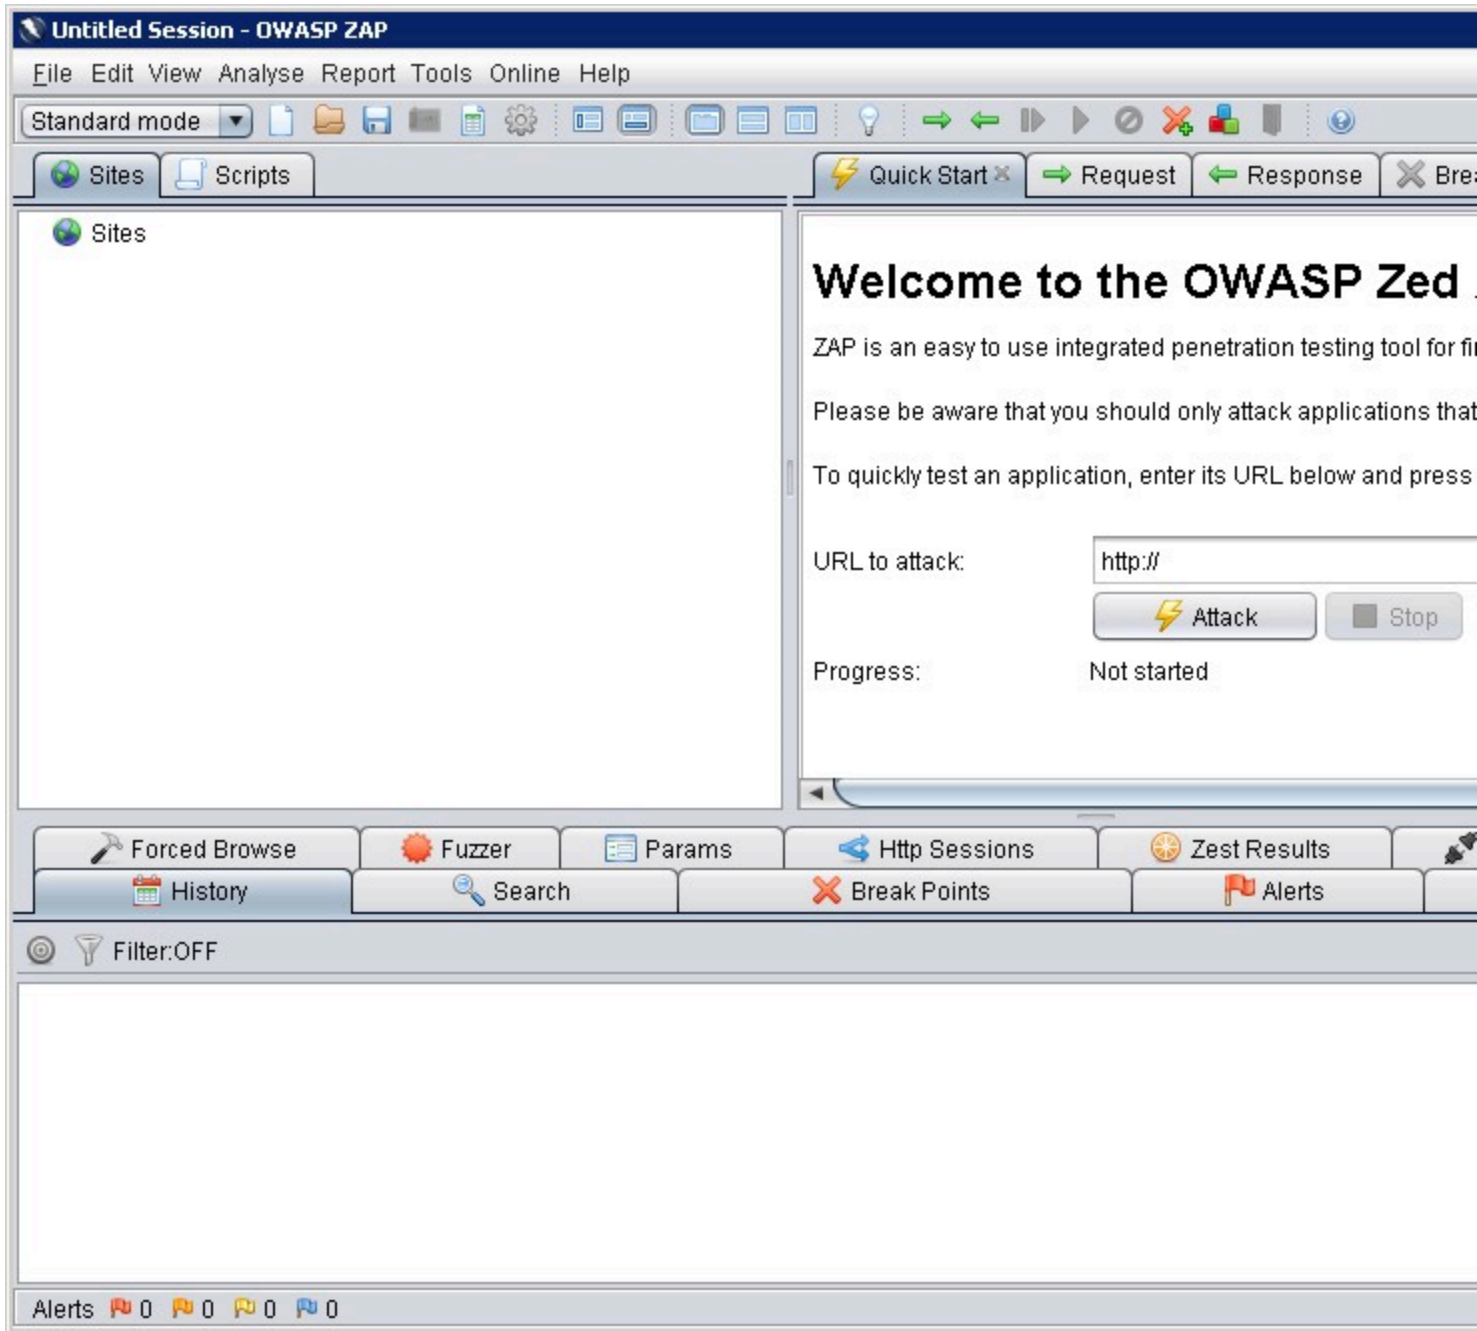 Untitled Session - OWASP ZAP
File Edit View Analyse Report Tools Online Help
Standard mode
Sites Scripts
Quick Start Request Response
Sites
Welcome to the OWASP Zed
ZAP is an easy to use integrated penetration testing tool for
Please be aware that you should only attack applications that
To quickly test an application, enter its URL below and press
URL to attack: http://
Attack Stop
Progress: Not started
Forced Browse Fuzzer Params Http Sessions Zest Results
History Search Break Points Alerts
Filter:OFF
Alerts 0 0 0 0